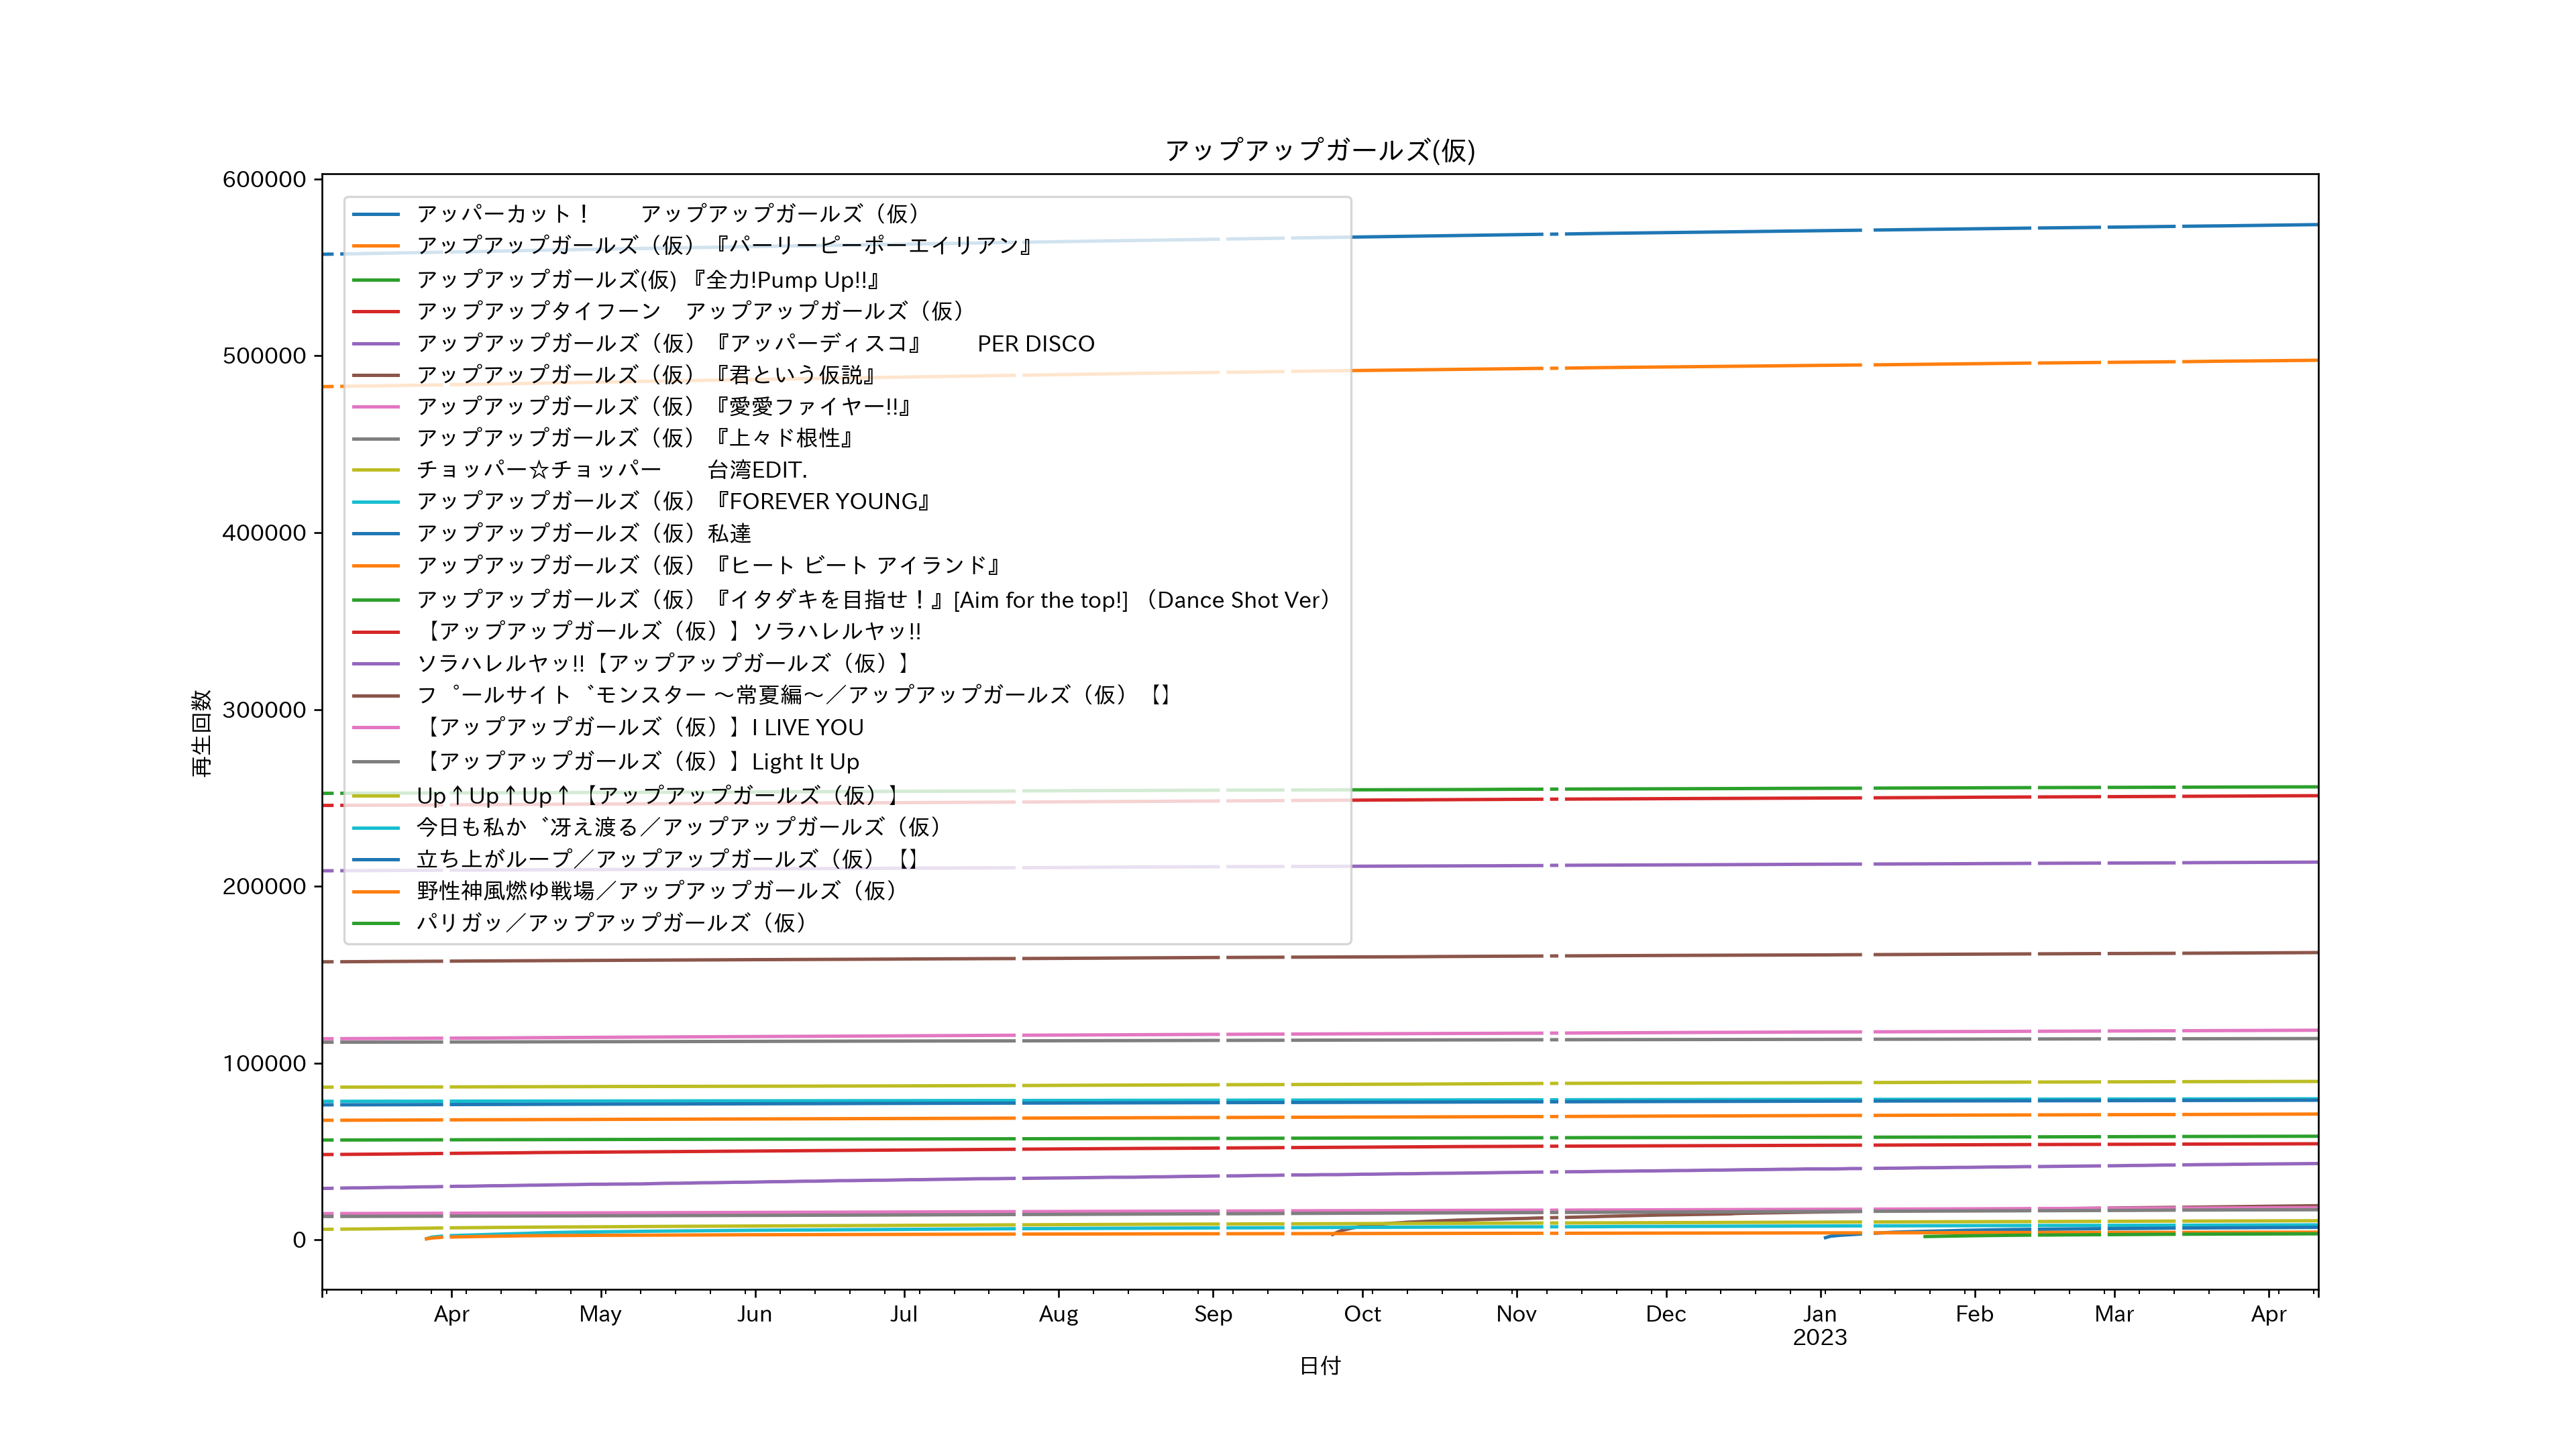 アップアップガールズ(仮)
600000
500000
400000
300000
200000
100000
0
再生回数
アッパーカット！　　アップアップガールズ（仮）
アップアップガールズ（仮）『パーリーピーポーエイリアン』
アップアップガールズ(仮) 『全力!Pump Up!!』
アップアップタイフーン　アップアップガールズ（仮）
アップアップガールズ（仮）『アッパーディスコ』　　PER DISCO
アップアップガールズ（仮）『君という仮説』
アップアップガールズ（仮）『愛愛ファイヤー!!』
アップアップガールズ（仮）『上々ド根性』
チョッパー☆チョッパー　　台湾EDIT.
アップアップガールズ（仮）『FOREVER YOUNG』
アップアップガールズ（仮）私達
アップアップガールズ（仮）『ヒート ビート アイランド』
アップアップガールズ（仮）『イタダキを目指せ！』[Aim for the top!] （Dance Shot Ver）
【アップアップガールズ（仮）】ソラハレルヤッ!!
ソラハレルヤッ!!【アップアップガールズ（仮）】
フ゜ールサイト゛モンスター ～常夏編～／アップアップガールズ（仮）【】
【アップアップガールズ（仮）】I LIVE YOU
【アップアップガールズ（仮）】Light It Up
Up↑Up↑Up↑【アップアップガールズ（仮）】
今日も私か゛冴え渡る／アップアップガールズ（仮）
立ち上がループ／アップアップガールズ（仮）【】
野性神風燃ゆ戦場／アップアップガールズ（仮）
パリガッ／アップアップガールズ（仮）
Apr May Jun Jul Aug Sep Oct Nov Dec Jan Feb Mar Apr
2023
日付